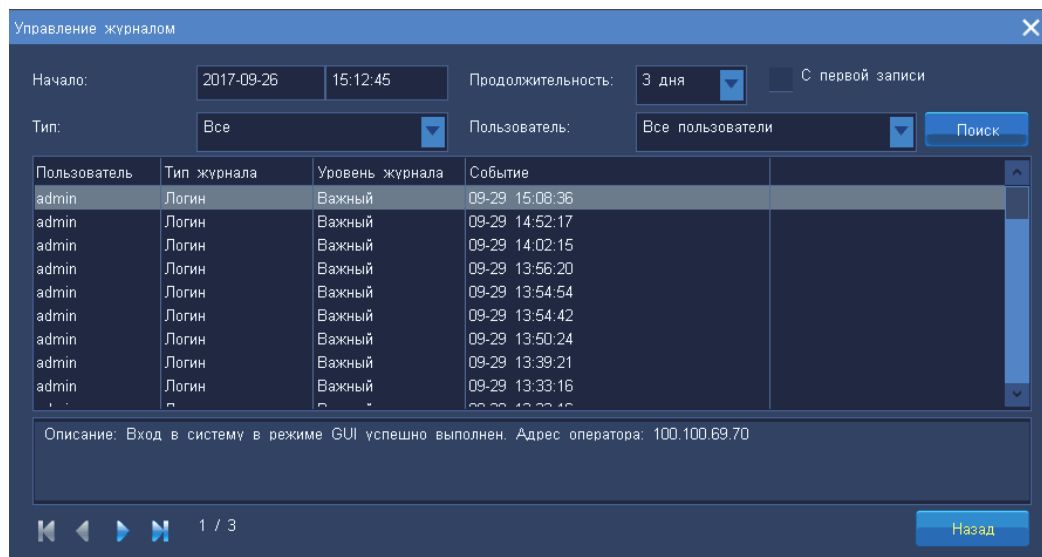 Управление журналом
Начало: 2017-09-26 15:12:45 Продолжительность: 3 дня С первой записи
Тип: Все Пользователь: Все пользователи Поиск
Пользователь Тип журнала Уровень журнала Событие
admin Логин Важный 09-29 15:08:36
admin Логин Важный 09-29 14:52:17
admin Логин Важный 09-29 14:02:15
admin Логин Важный 09-29 13:56:20
admin Логин Важный 09-29 13:54:54
admin Логин Важный 09-29 13:54:42
admin Логин Важный 09-29 13:50:24
admin Логин Важный 09-29 13:39:21
admin Логин Важный 09-29 13:33:16
Описание: Вход в систему в режиме GUI успешно выполнен. Адрес оператора: 100.100.69.70
1 / 3 Назад